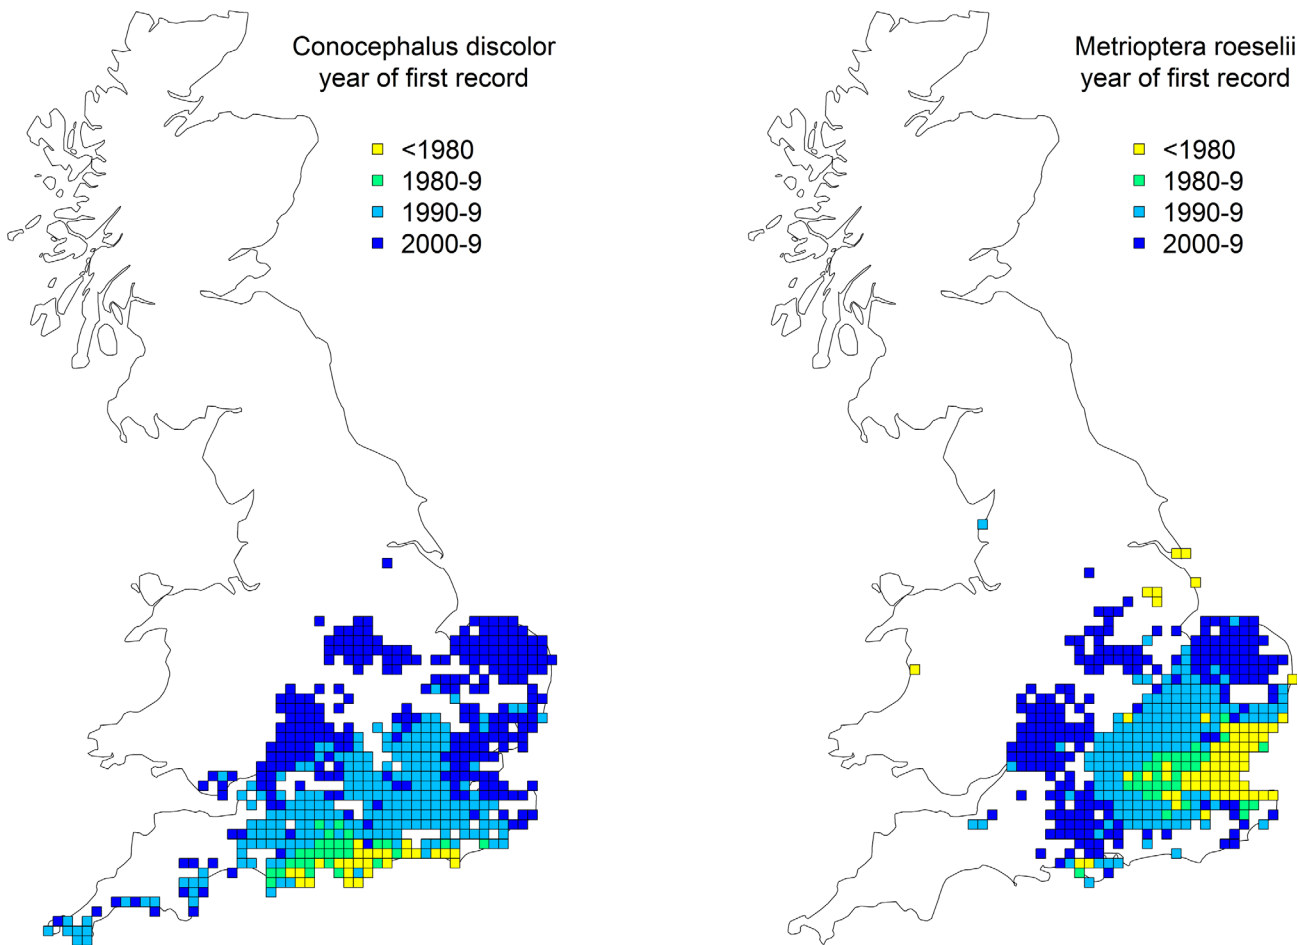 Conocephalus discolor
year of first record
<1980
1980-9
1990-9
2000-9
Metrioptera roeselii
year of first record
<1980
1980-9
1990-9
2000-9